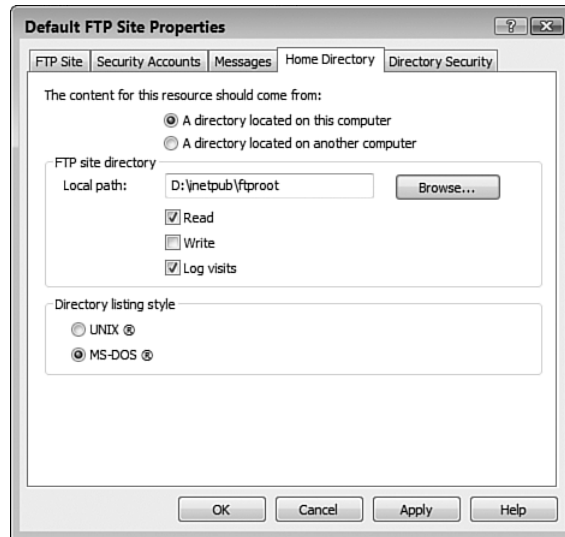 Default FTP Site Properties
FTP Site Security Accounts Messages Home Directory Directory Security
The content for this resource should come from:
A directory located on this computer
A directory located on another computer
FTP site directory
Local path: D:\inetpub\ftproot Browse...
Read
Write
Log visits
Directory listing style
UNIX ®
MS-DOS ®
OK Cancel Apply Help